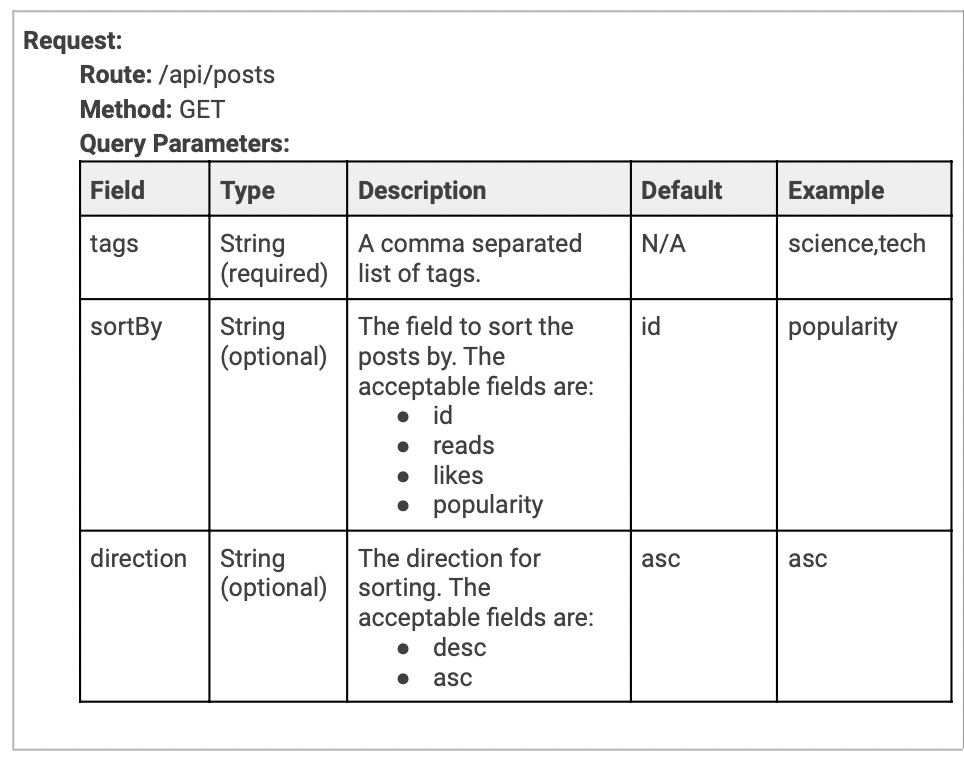 Request:
Route: /api/posts
Method: GET
Query Parameters:
Field Type Description Default Example
tags String (required) A comma separated list of tags. N/A science,tech
sortBy String (optional) The field to sort the posts by. The acceptable fields are: id popularity
● id
● reads
● likes
● popularity
direction String (optional) The direction for sorting. The acceptable fields are: asc asc
● desc
● asc